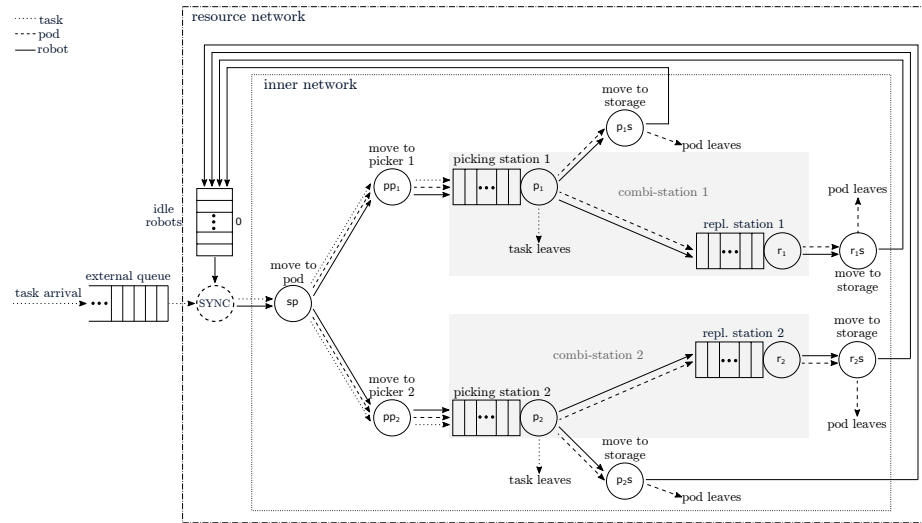 resource network
task
pod
robot
inner network
move to
storage
p₁s
pod leaves
move to
picker 1
pp₁
picking station 1
p₁
combi-station 1
task leaves
repl. station 1
r₁
pod leaves
r₁s
move to
storage
idle
robots
0
external queue
task arrival
SYNC
move to
pod
sp
move to
storage
repl. station 2
r₂
r₂s
combi-station 2
pod leaves
move to
picker 2
pp₂
picking station 2
p₂
task leaves
move to
storage
p₂s
pod leaves